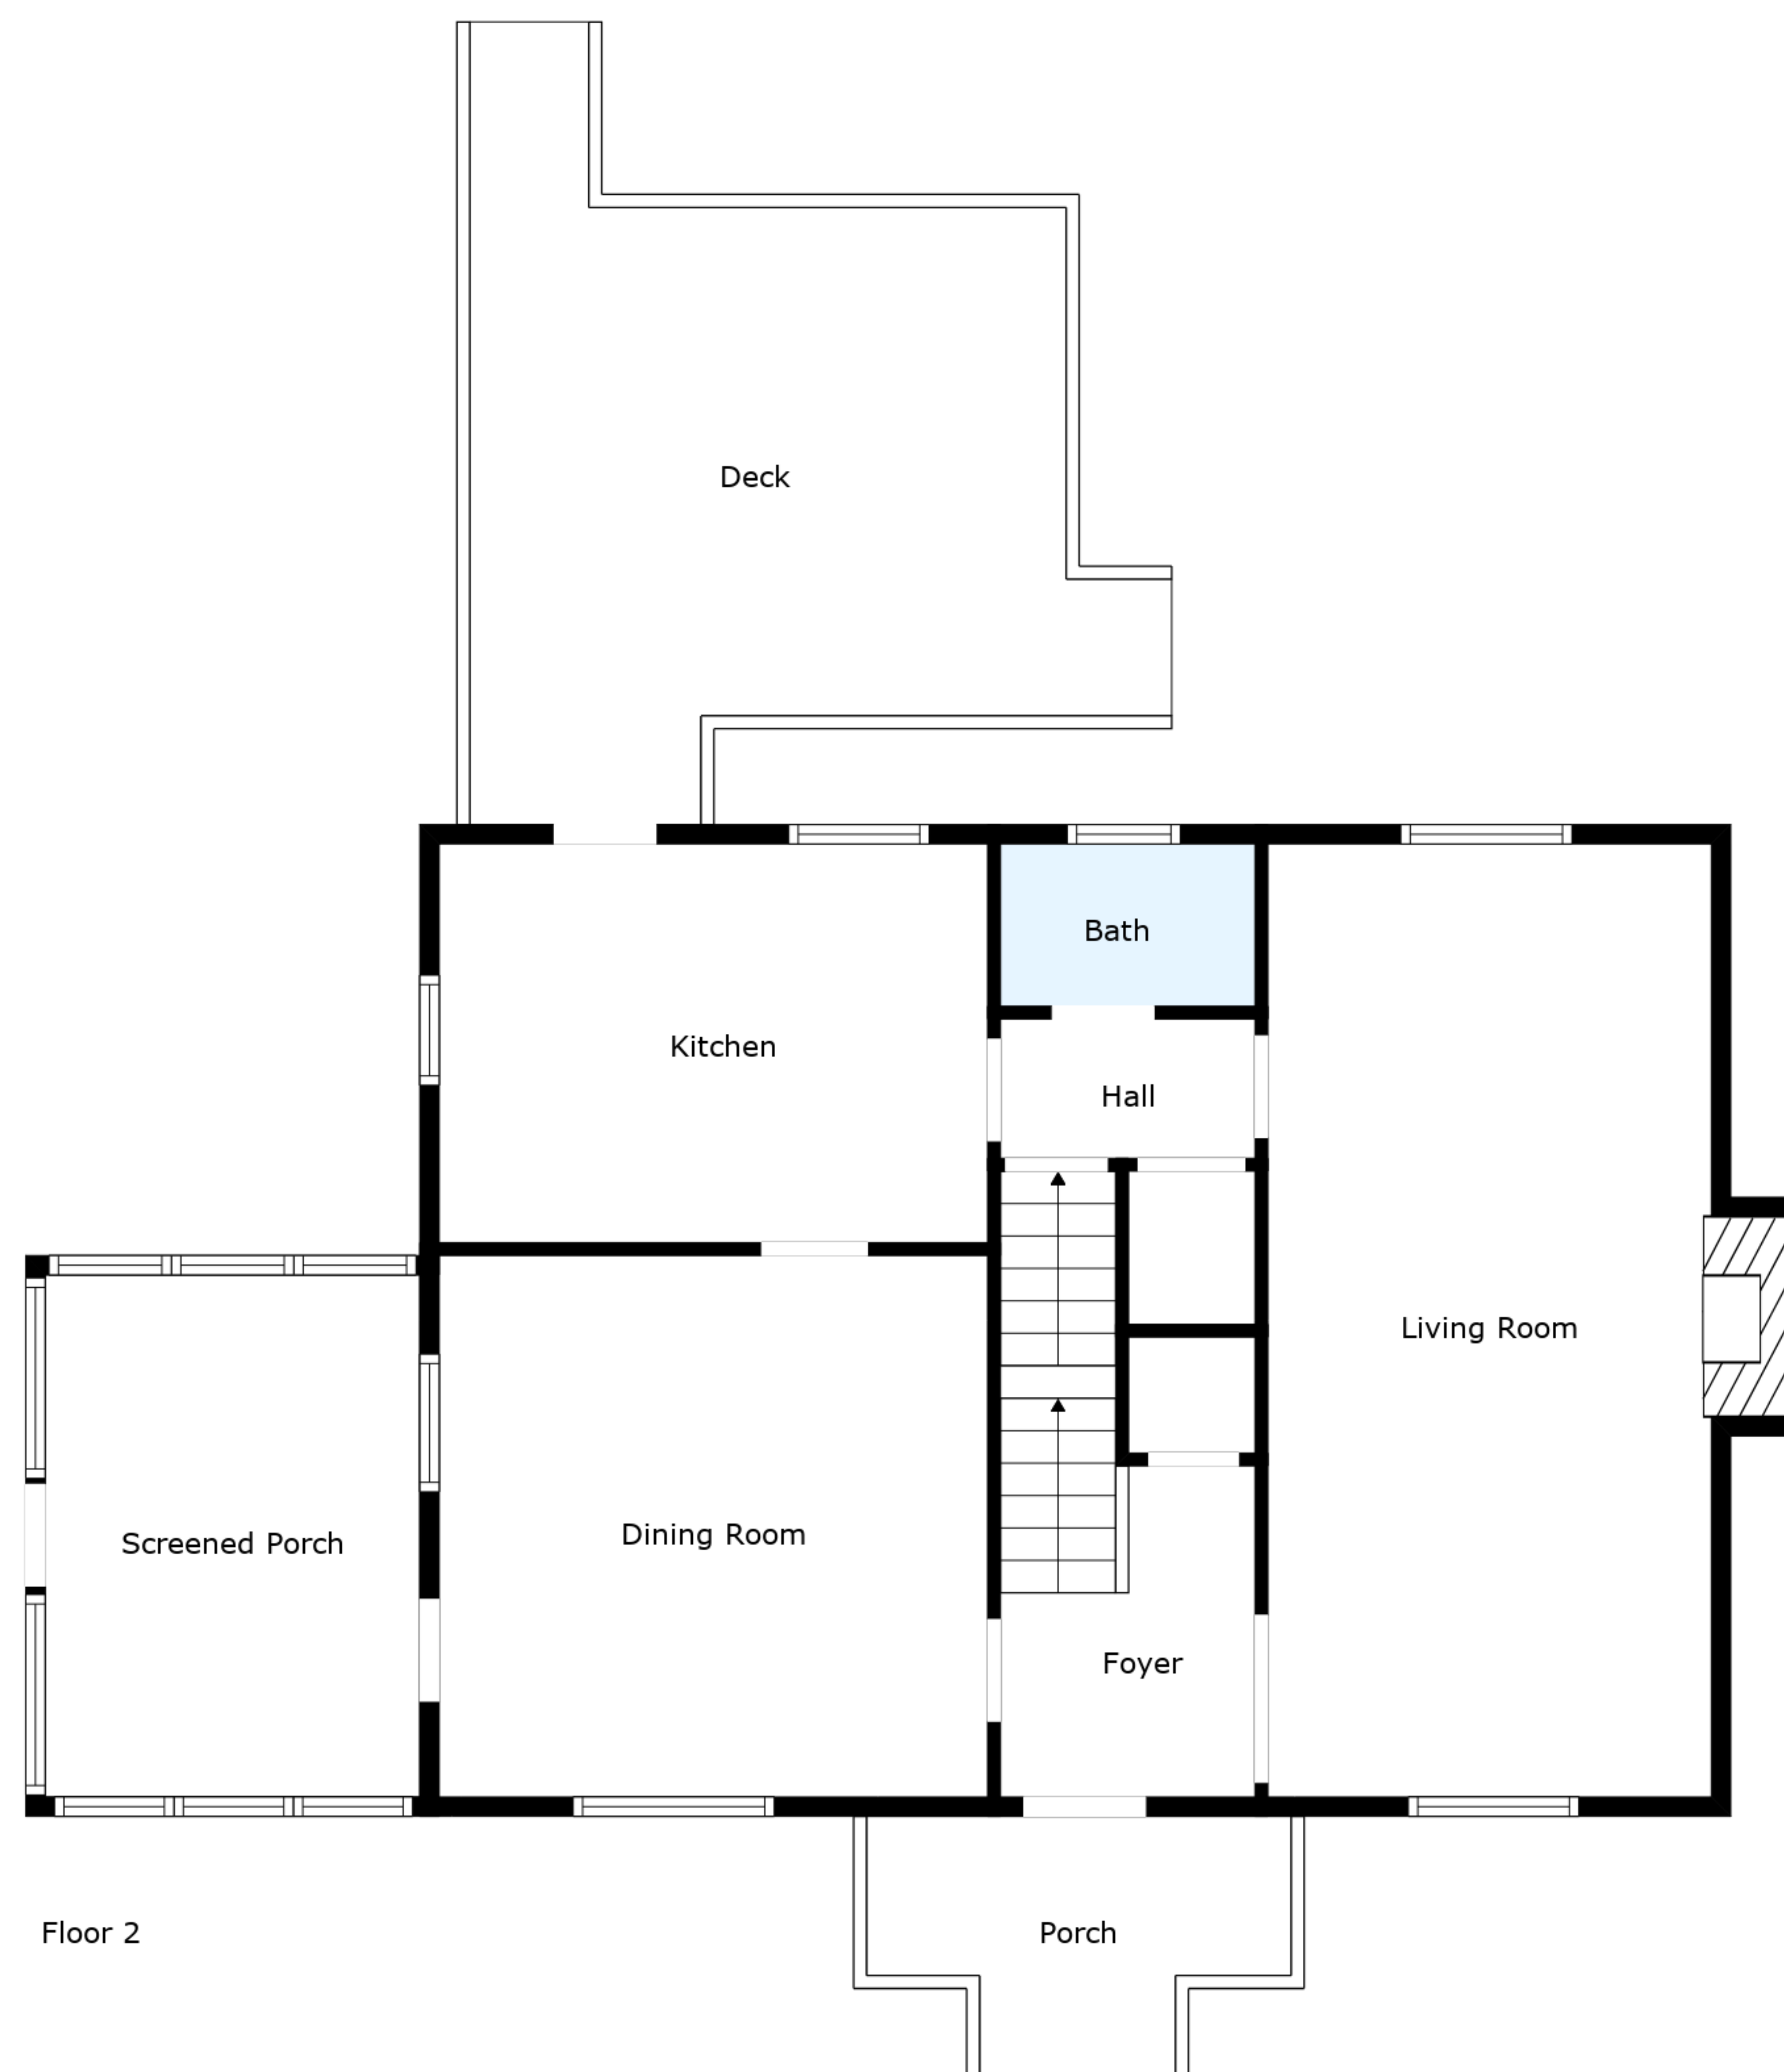 Deck
Bath
Kitchen
Hall
Living Room
Screened Porch
Dining Room
Foyer
Floor 2
Porch